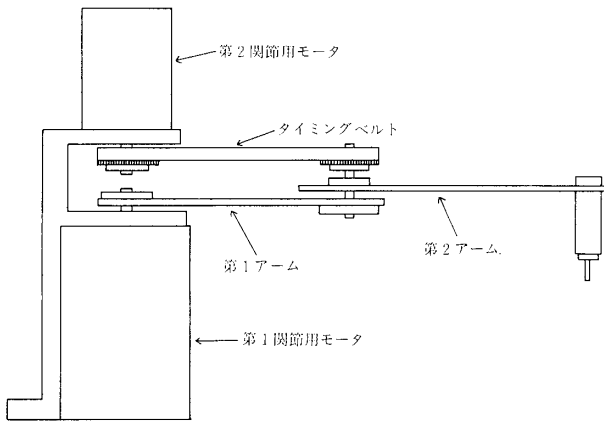 第2関節用モータ
タイミングベルト
第2アーム.
第1アーム
第1関節用モータ